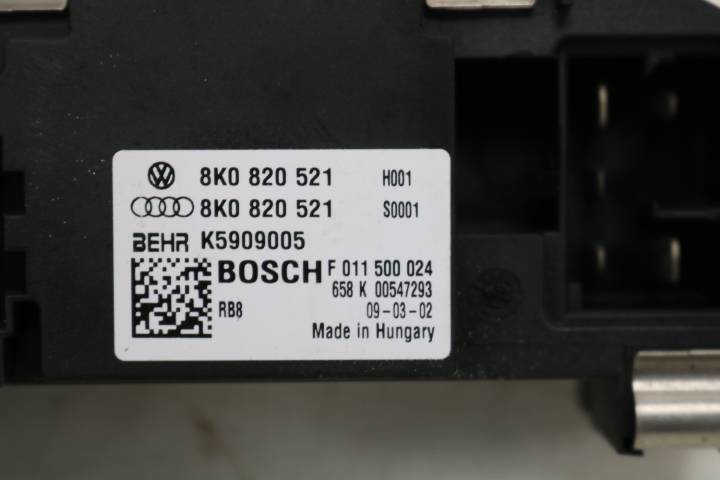 8K0 820 521 H001
8K0 820 521 S0001
BEHR K5909005
BOSCH F 011 500 024
658 K 00547293
RB8 09-03-02
Made in Hungary